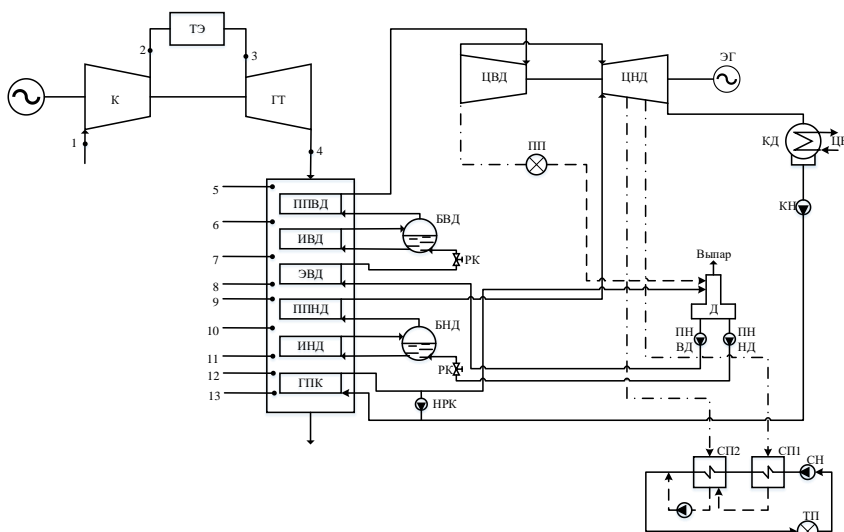 ТЭ
2
3
К
ГТ
1
4
ЦВД
ЦНД
ЭГ
ПП
КД
КН
5
ППВД
6
БВД
ИВД
7
РК
ЭВД
8
9
Выпар
ППНД
Д
10
БНД
ПН
ВД
ПН
НД
ИНД
11
РК
12
ГПК
13
НРК
СП2
СП1
СН
ТП